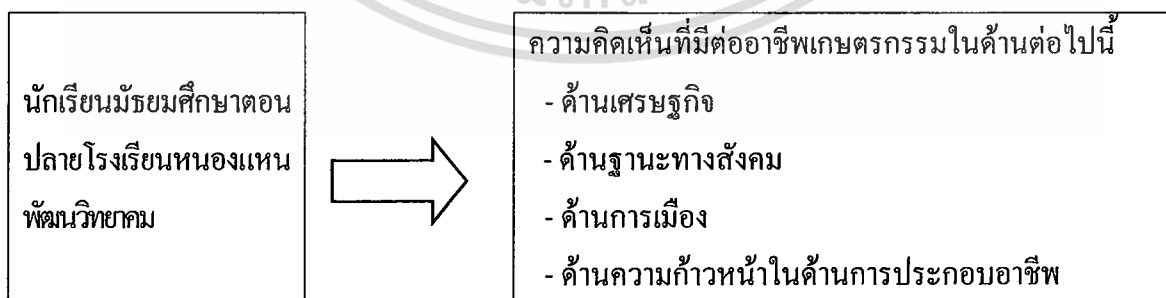 ความคิดเห็นที่มีต่ออาชีพเกษตรกรรมในด้านต่อไปนี้
นักเรียนมัธยมศึกษาตอน
ปลายโรงเรียนหนองแหน
พัฒนวิทยาคม
- ด้านเศรษฐกิจ
- ด้านฐานะทางสังคม
- ด้านการเมือง
- ด้านความก้าวหน้าในด้านการประกอบอาชีพ